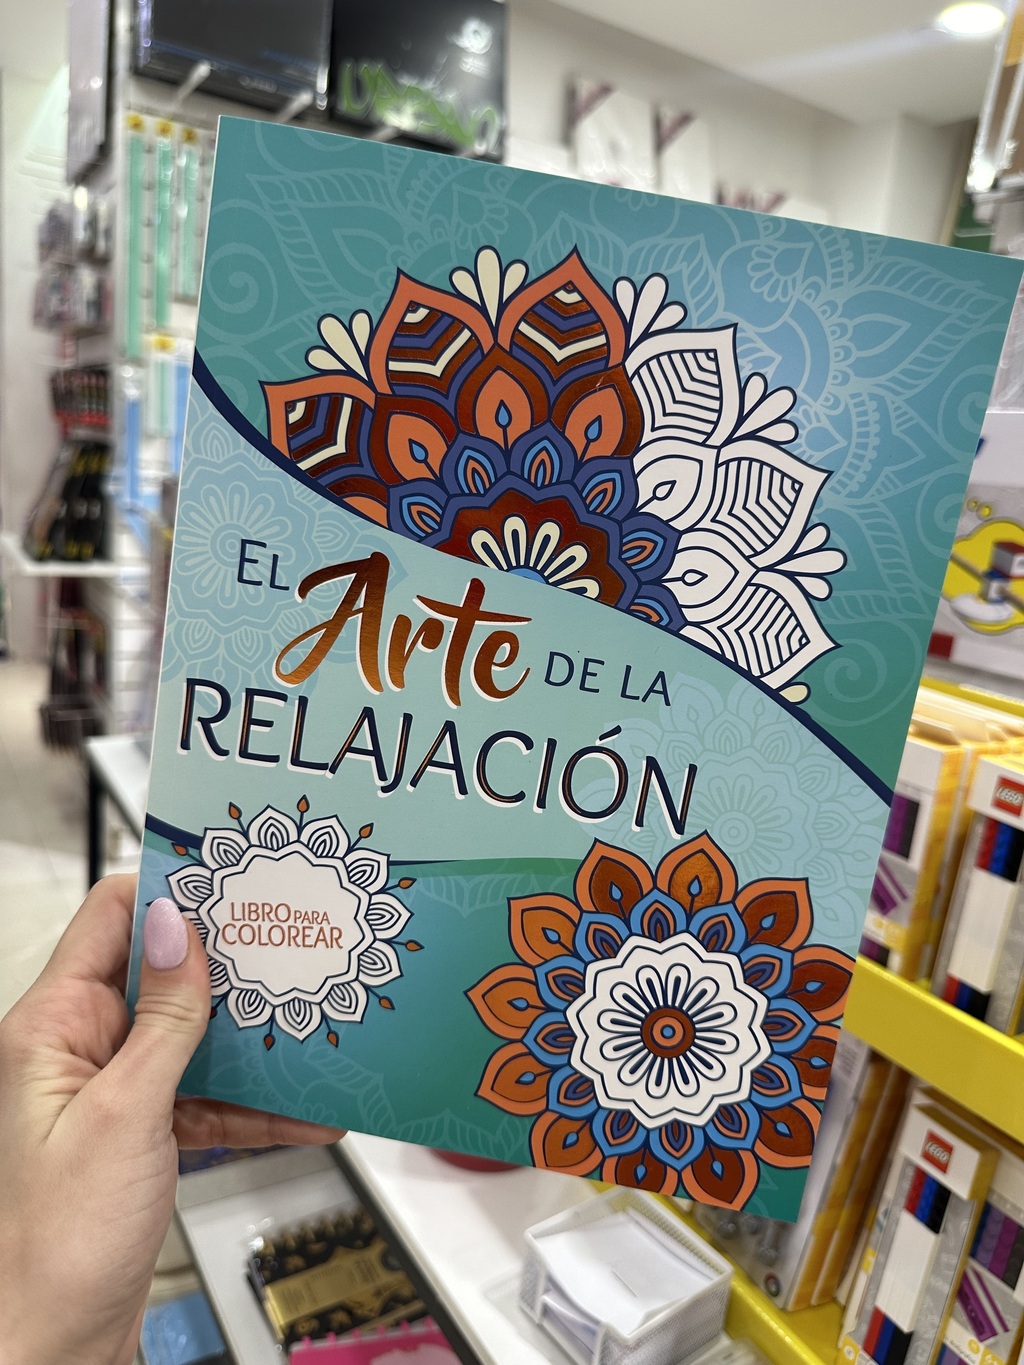 EL Arte DE LA
RELAJACIÓN
LIBRO PARA
COLOREAR
LEGO
LEGO